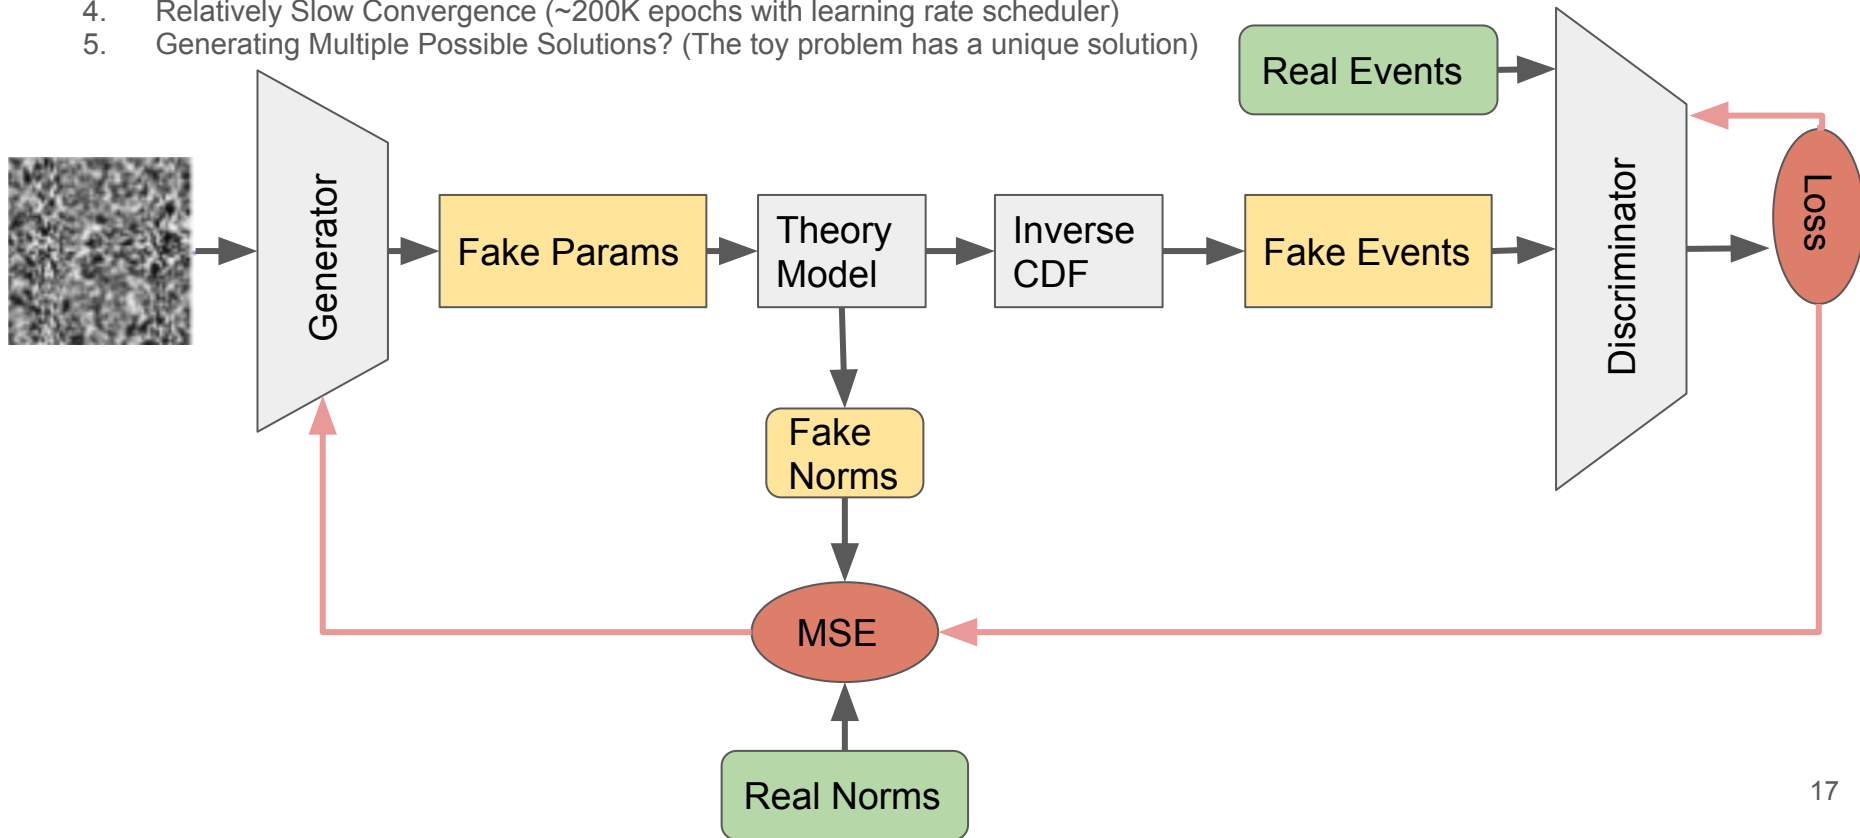 4. Relatively Slow Convergence (~200K epochs with learning rate scheduler)
5. Generating Multiple Possible Solutions? (The toy problem has a unique solution)
Real Events
Generator
Fake Params
Theory
Model
Inverse
CDF
Fake Events
Discriminator
Loss
Fake
Norms
MSE
Real Norms
17